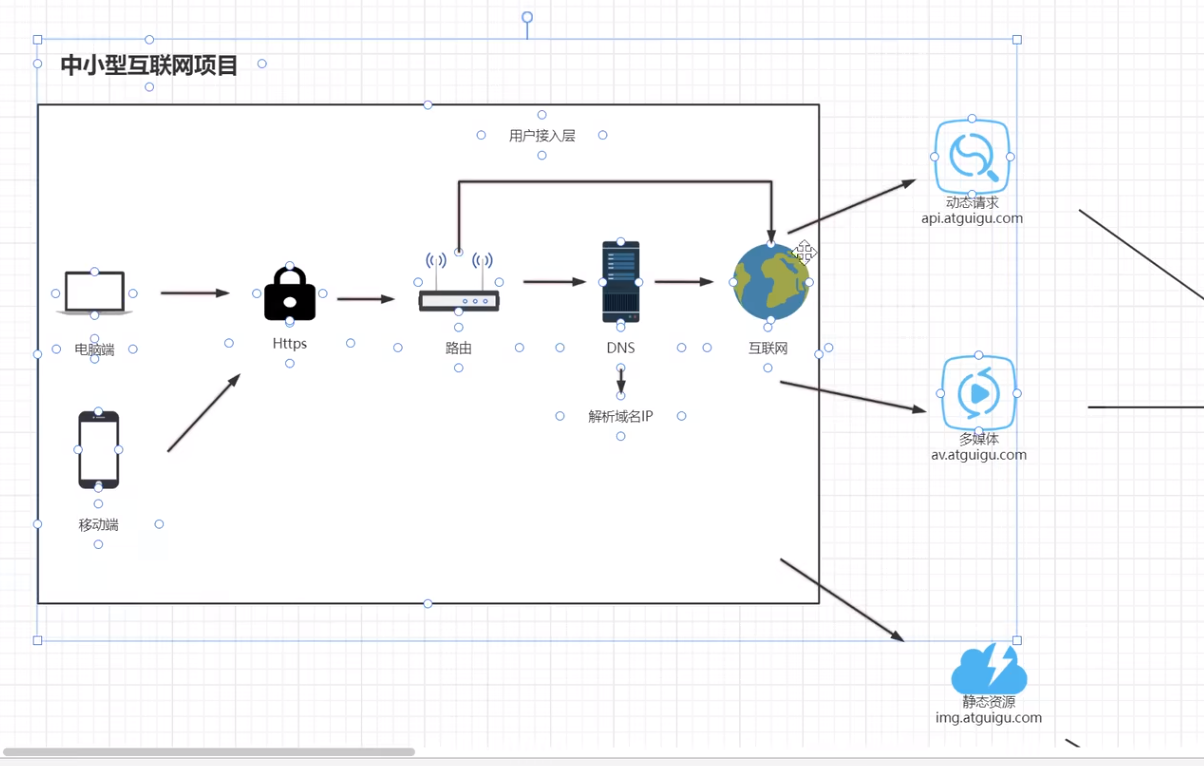 中小型互联网项目
用户接入层
动态请求
api.atguigu.com
电脑端
Https
路由
DNS
互联网
解析域名IP
多媒体
av.atguigu.com
移动端
静态资源
img.atguigu.com